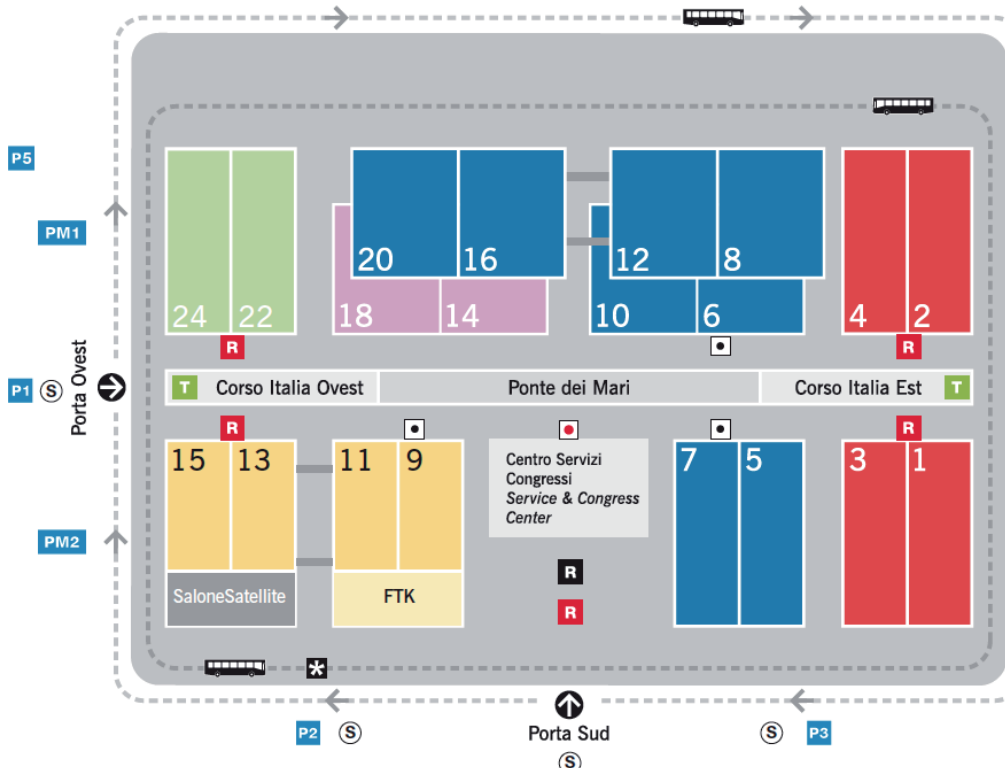 P5
PM1
20
16
12
8
24
22
18
14
10
6
4
2
R
R
P1
S
Porta Ovest
T
Corso Italia Ovest
Ponte dei Mari
Corso Italia Est
T
R
R
15
13
11
9
Centro Servizi
Congressi
Service & Congress
Center
7
5
3
1
PM2
R
SaloneSatellite
FTK
R
*
P2
S
Porta Sud
S
P3
S